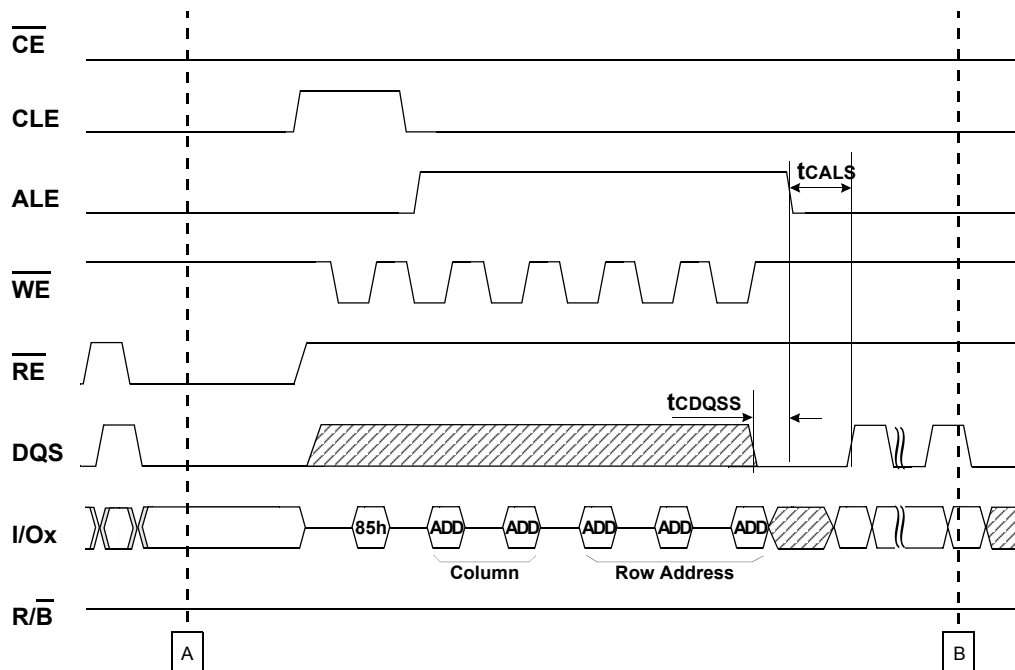 CE
CLE
ALE
tCALS
WE
RE
tCDQSS
DQS
I/Ox
85h ADD ADD ADD ADD ADD
Column Row Address
R/B
A B